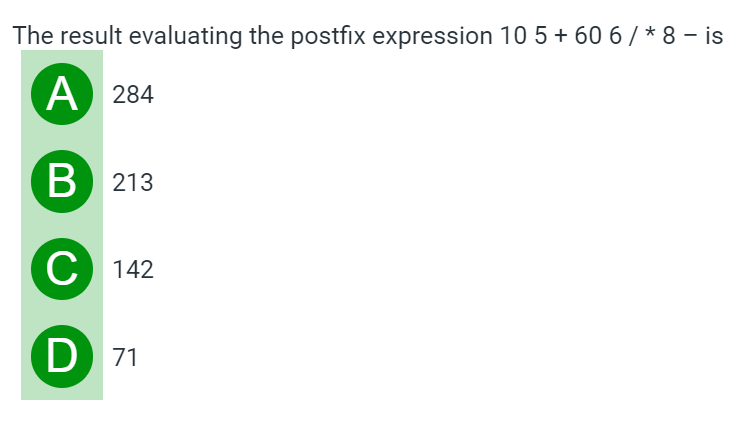 The result evaluating the postfix expression 10 5 + 60 6 / * 8 – is
A 284
B 213
C 142
D 71